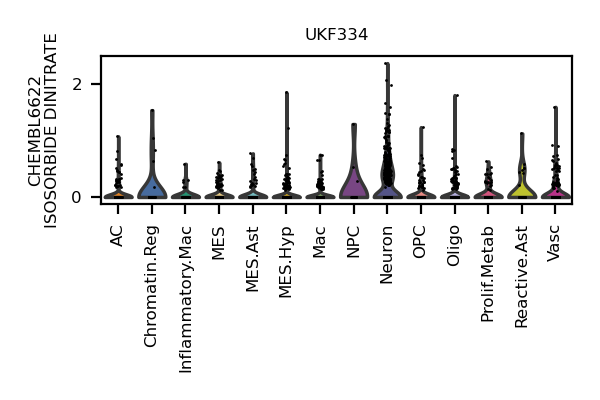 UKF334
CHEMBL6622
ISOSORBIDE DINITRATE
2
0
AC
Chromatin.Reg
Inflammatory.Mac
MES
MES.Ast
MES.Hyp
Mac
NPC
Neuron
OPC
Oligo
Prolif.Metab
Reactive.Ast
Vasc